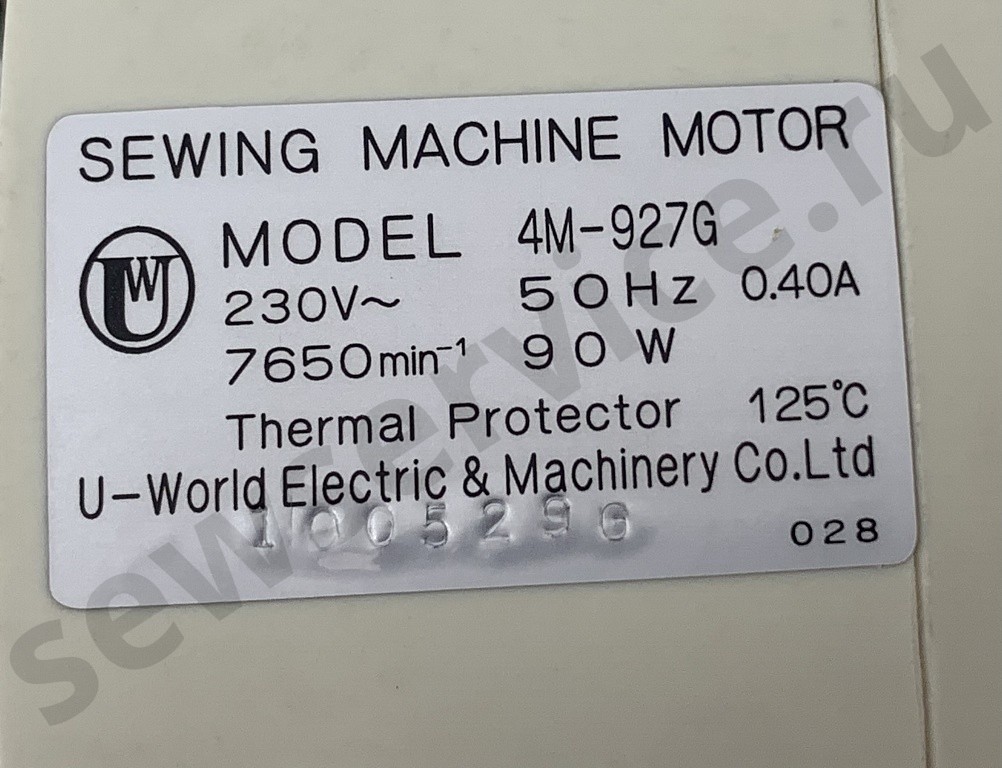 SEWING MACHINE MOTOR
UW
MODEL 4M-927G
230V~ 50Hz 0.40A
7650min⁻¹ 90 W
Thermal Protector 125℃
U-World Electric & Machinery Co.Ltd
1005296
028
sewservice.ru